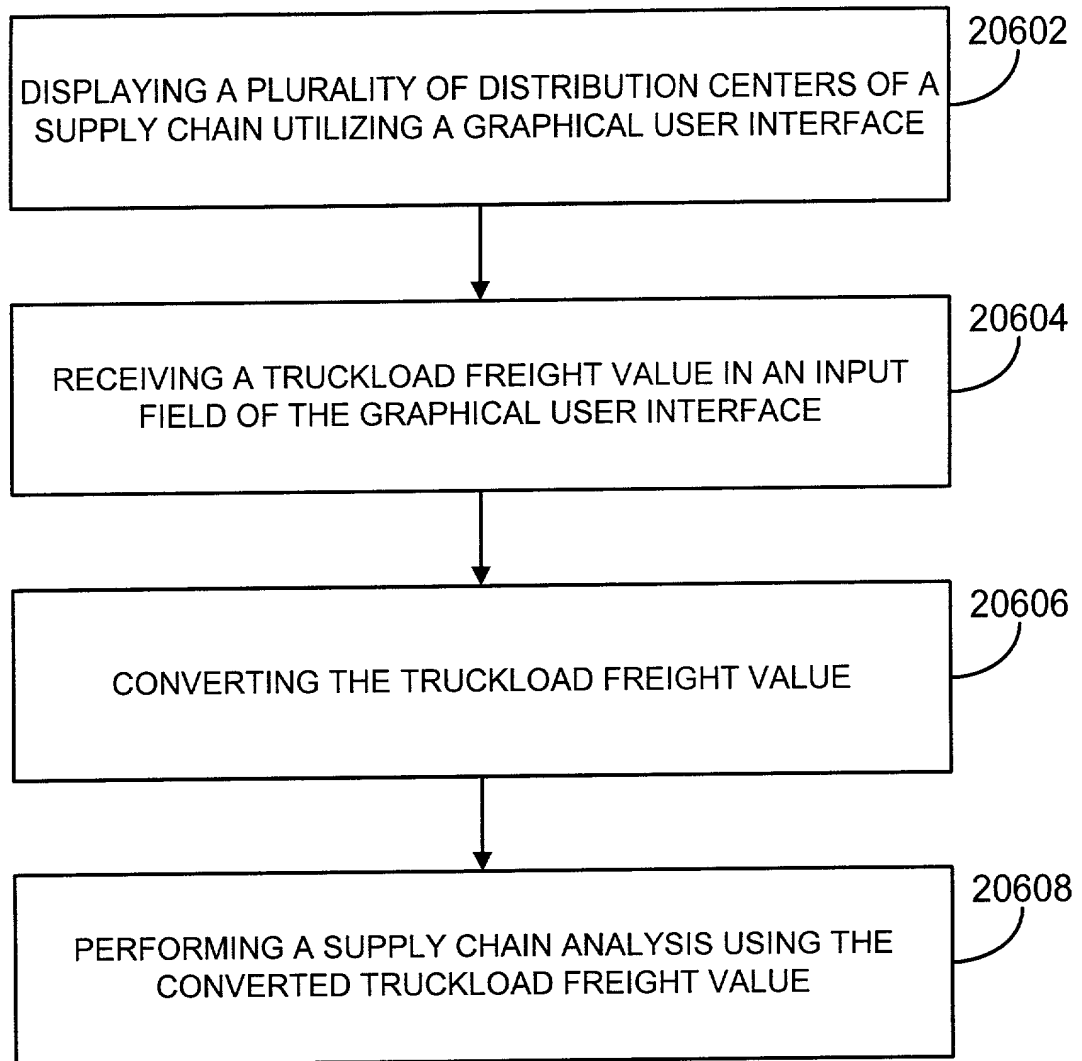 20602
DISPLAYING A PLURALITY OF DISTRIBUTION CENTERS OF A
SUPPLY CHAIN UTILIZING A GRAPHICAL USER INTERFACE
20604
RECEIVING A TRUCKLOAD FREIGHT VALUE IN AN INPUT
FIELD OF THE GRAPHICAL USER INTERFACE
20606
CONVERTING THE TRUCKLOAD FREIGHT VALUE
20608
PERFORMING A SUPPLY CHAIN ANALYSIS USING THE
CONVERTED TRUCKLOAD FREIGHT VALUE